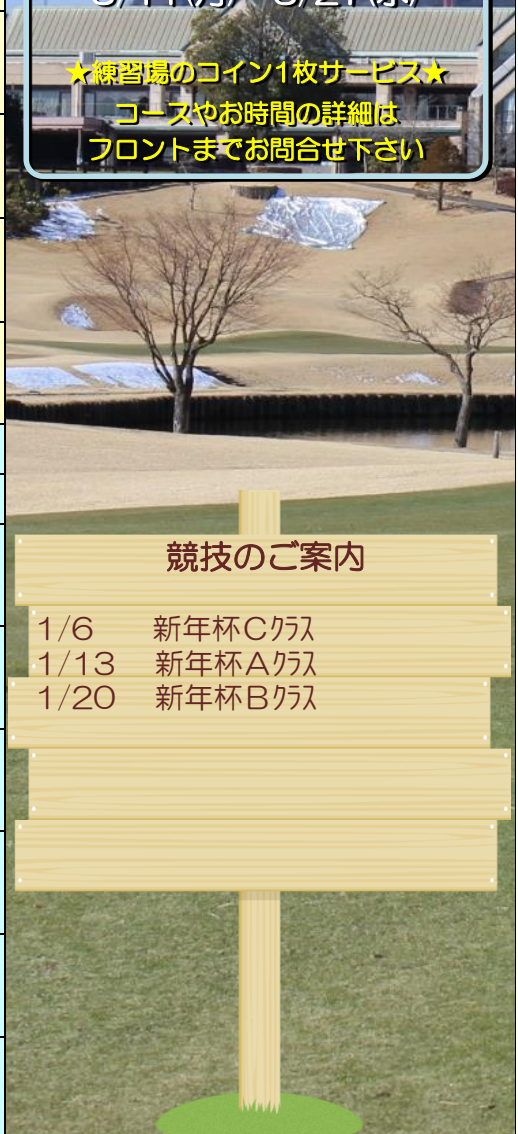 ★練習場のコイン1枚サービス★
コースやお時間の詳細は
フロントまでお問合せ下さい
競技のご案内
1/6 新年杯Cｸﾗｽ
1/13 新年杯Aｸﾗｽ
1/20 新年杯Bｸﾗｽ